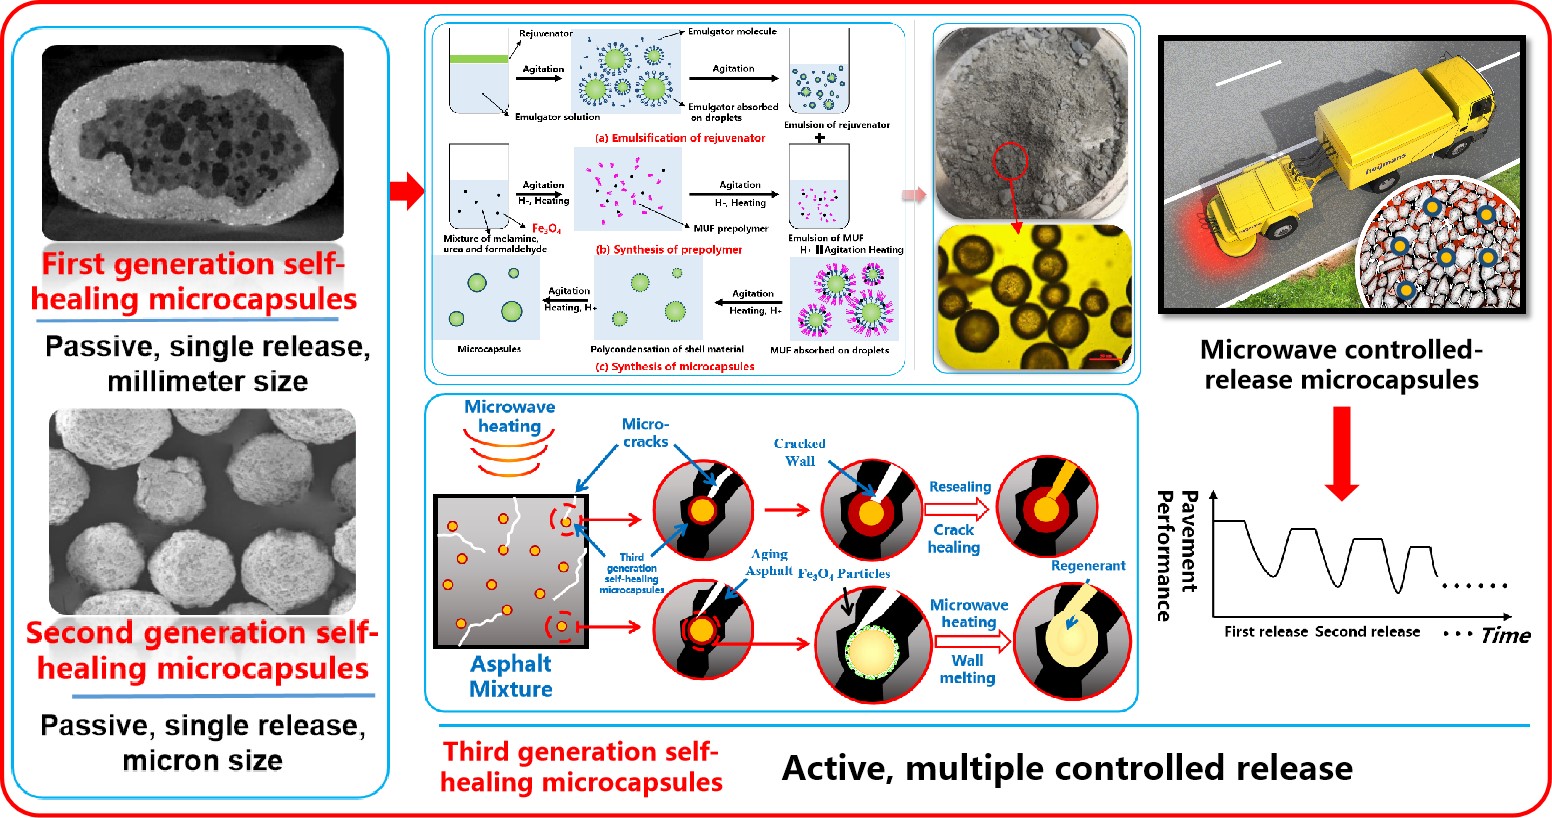 First generation self-
healing microcapsules
Passive, single release,
millimeter size
Second generation self-
healing microcapsules
Passive, single release,
micron size
Rejuvenator
Agitation
Emulgator solution
Emulgator molecule
Agitation
Emulgator absorbed
on droplets
Emulsion of rejuvenator
(a) Emulsification of rejuvenator
+
Agitation
H-, Heating
Fe₃O₄
Mixture of melamine,
urea and formaldehyde
Agitation
H-, Heating
MUF prepolymer
(b) Synthesis of prepolymer
Emulsion of MUF
H+ Agitation Heating
Agitation
Heating, H+
Agitation
Heating, H+
Microcapsules
Polycondensation of shell material
MUF absorbed on droplets
(c) Synthesis of microcapsules
heijmans
Microwave controlled-
release microcapsules
Microwave
heating
Micro-
cracks
Cracked
Wall
Resealing
Crack
healing
Third
generation
self-healing
microcapsules
Aging
Asphalt
Fe₃O₄ Particles
Microwave
heating
Wall
melting
Regenerant
Asphalt
Mixture
Pavement
Performance
First release Second release
Time
Third generation self-
healing microcapsules
Active, multiple controlled release